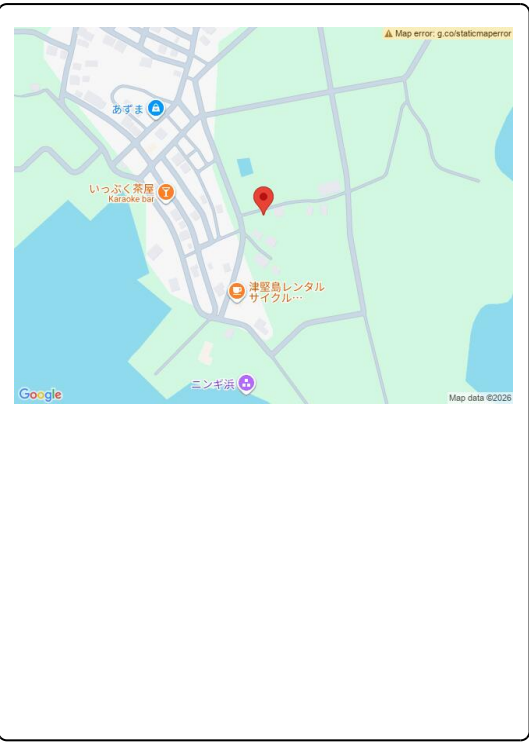 Map error: g.co/staticmaperror
あずま
いっぷく茶屋
Karaoke bar
津堅島レンタル
サイクル…
ニンギ浜
Google
Map data ©2026